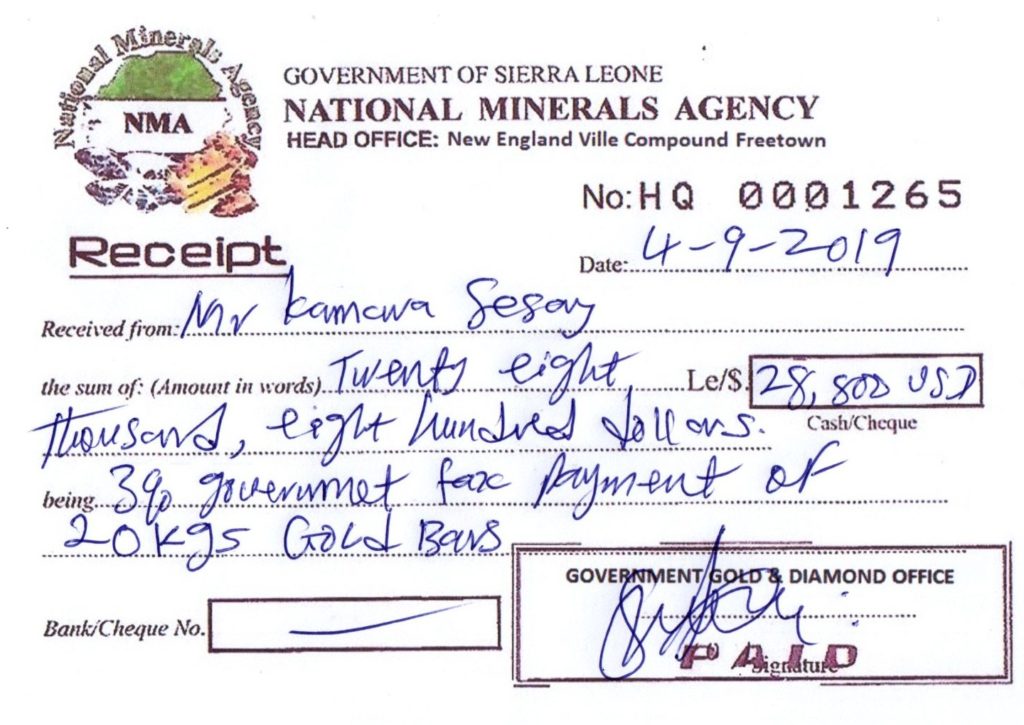 National Minerals Agency
NMA
GOVERNMENT OF SIERRA LEONE
NATIONAL MINERALS AGENCY
HEAD OFFICE: New England Ville Compound Freetown
No: HQ 0001265
Receipt
Date: 4-9-2019
Received from: Mr Kamara Sesay
the sum of: (Amount in words) Twenty eight Le/$. 28,800 USD
thousand, eight hundred dollars. Cash/Cheque
being 3% governmet tax payment of
20kgs Gold Bars
GOVERNMENT GOLD & DIAMOND OFFICE
Bank/Cheque No.
PAID
Signature